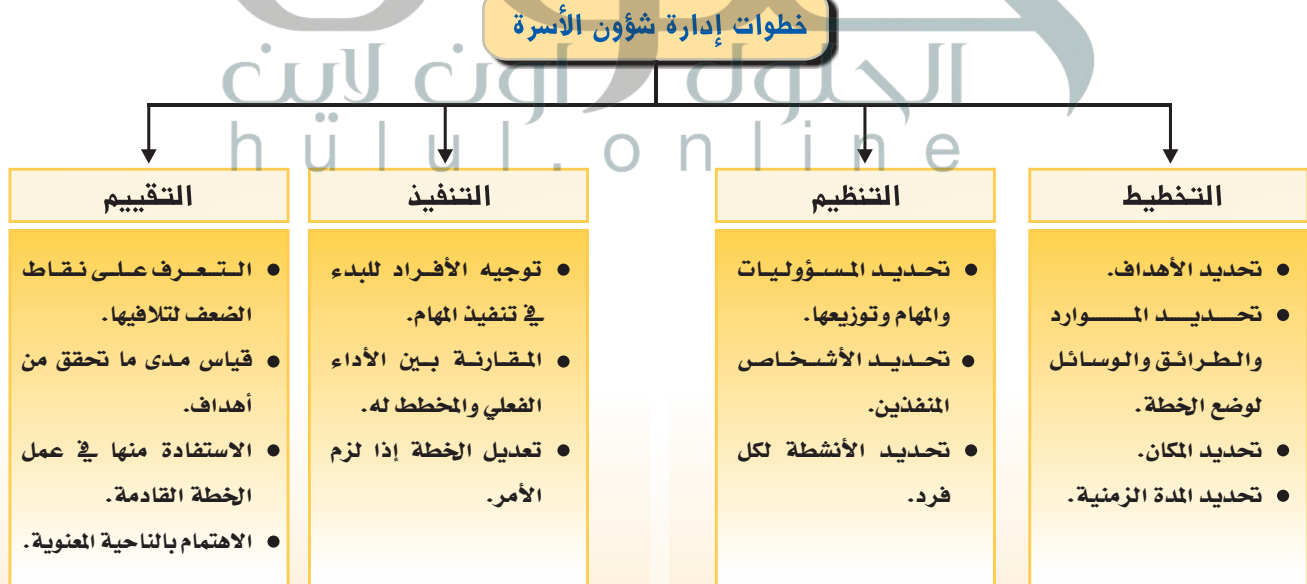 خطوات إدارة شؤون الأسرة
الحلول اون لاين
hülul.online
التخطيط
● تحديد الأهداف.
● تحديد الموارد
والطرائق والوسائل
لوضع الخطة.
● تحديد المكان.
● تحديد المدة الزمنية.
التنظيم
● تحديد المسؤوليات
والمهام وتوزيعها.
● تحديد الأشخاص
المنفذين.
● تحديد الأنشطة لكل
فرد.
التنفيذ
● توجيه الأفراد للبدء
في تنفيذ المهام.
● المقارنة بين الأداء
الفعلي والمخطط له.
● تعديل الخطة إذا لزم
الأمر.
التقييم
● التعرف على نقاط
الضعف لتلافيها.
● قياس مدى ما تحقق من
أهداف.
● الاستفادة منها في عمل
الخطة القادمة.
● الاهتمام بالناحية المعنوية.